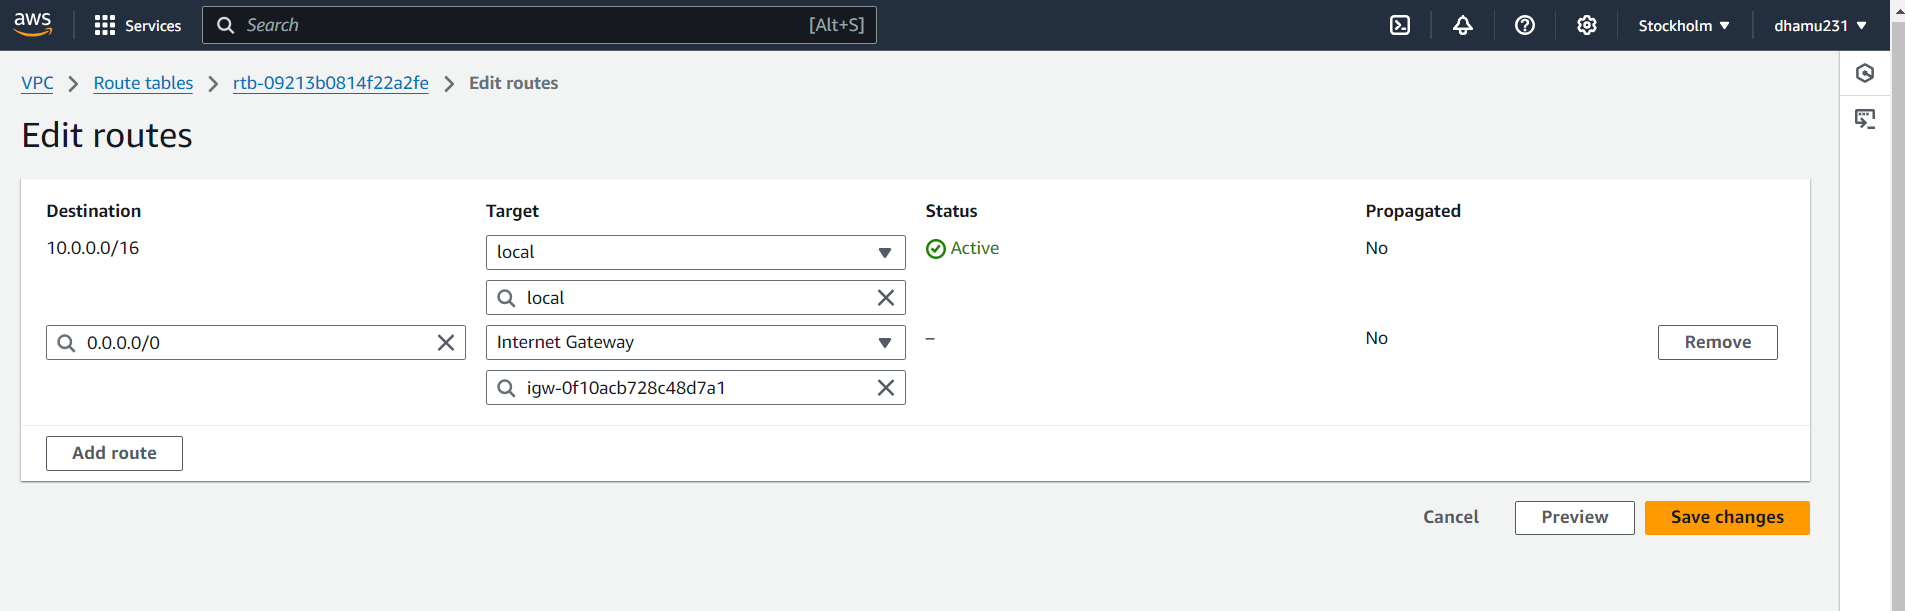 aws Services Search [Alt+S] Stockholm dhamu231
VPC Route tables rtb-09213b0814f22a2fe Edit routes
Edit routes
Destination Target Status Propagated
10.0.0.0/16 local Active No
local
0.0.0.0/0 Internet Gateway – No Remove
igw-0f10acb728c48d7a1
Add route
Cancel Preview Save changes